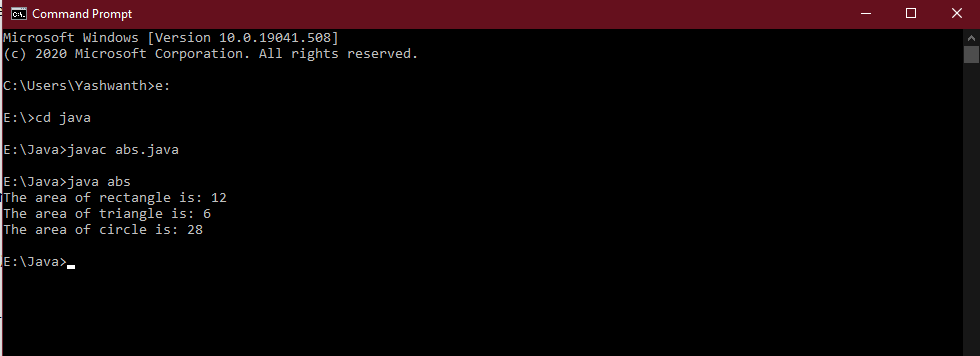 Command Prompt
Microsoft Windows [Version 10.0.19041.508]
(c) 2020 Microsoft Corporation. All rights reserved.
C:\Users\Yashwanth>e:
E:\>cd java
E:\Java>javac abs.java
E:\Java>java abs
The area of rectangle is: 12
The area of triangle is: 6
The area of circle is: 28
E:\Java>